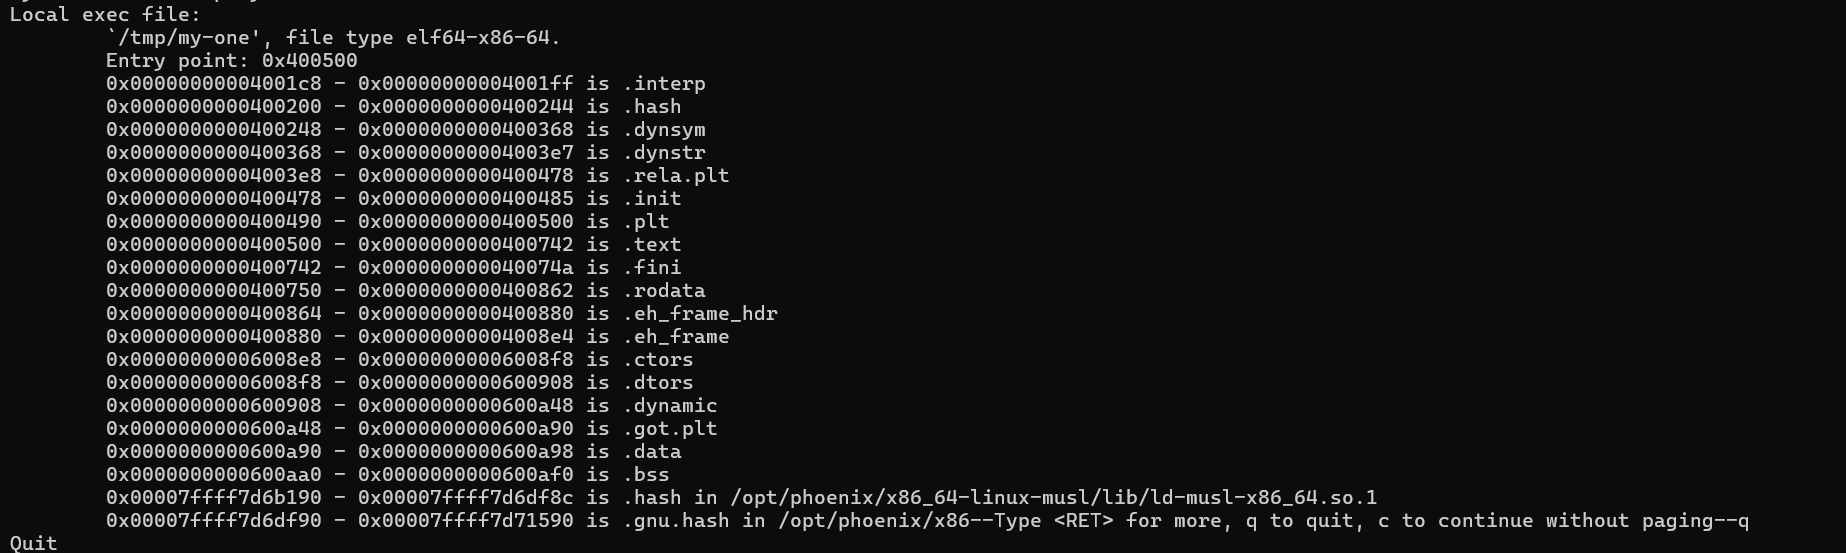 Local exec file:
`/tmp/my-one', file type elf64-x86-64.
Entry point: 0x400500
0x00000000004001c8 - 0x00000000004001ff is .interp
0x0000000000400200 - 0x0000000000400244 is .hash
0x0000000000400248 - 0x0000000000400368 is .dynsym
0x0000000000400368 - 0x00000000004003e7 is .dynstr
0x00000000004003e8 - 0x0000000000400478 is .rela.plt
0x0000000000400478 - 0x0000000000400485 is .init
0x0000000000400490 - 0x0000000000400500 is .plt
0x0000000000400500 - 0x0000000000400742 is .text
0x0000000000400742 - 0x000000000040074a is .fini
0x0000000000400750 - 0x0000000000400862 is .rodata
0x0000000000400864 - 0x0000000000400880 is .eh_frame_hdr
0x0000000000400880 - 0x00000000004008e4 is .eh_frame
0x00000000006008e8 - 0x00000000006008f8 is .ctors
0x00000000006008f8 - 0x0000000000600908 is .dtors
0x0000000000600908 - 0x0000000000600a48 is .dynamic
0x0000000000600a48 - 0x0000000000600a90 is .got.plt
0x0000000000600a90 - 0x0000000000600a98 is .data
0x0000000000600aa0 - 0x0000000000600af0 is .bss
0x00007ffff7d6b190 - 0x00007ffff7d6df8c is .hash in /opt/phoenix/x86_64-linux-musl/lib/ld-musl-x86_64.so.1
0x00007ffff7d6df90 - 0x00007ffff7d71590 is .gnu.hash in /opt/phoenix/x86--Type <RET> for more, q to quit, c to continue without paging--q
Quit